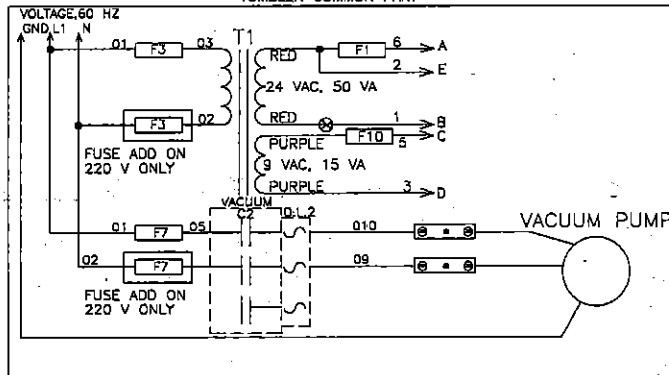 VOLTAGE,60 HZ
GND L1 N
01 F3 03
T1
RED
F1 6 A
2 E
24 VAC, 50 VA
F3 02
RED
1 B
FUSE ADD ON
220 V ONLY
PURPLE
F10 5 C
9 VAC, 15 VA
PURPLE
3 D
VACUUM
C2
01 F7 05
010
VACUUM PUMP
02 F7
09
FUSE ADD ON
220 V ONLY